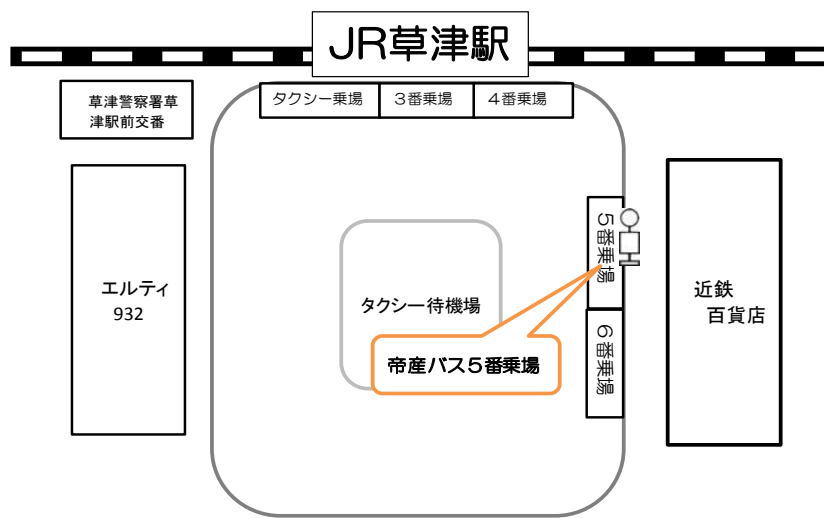 JR草津駅
草津警察署草
津駅前交番
タクシー乗場
３番乗場
４番乗場
５番乗場
エルティ
932
タクシー待機場
近鉄
百貨店
帝産バス５番乗場
６番乗場